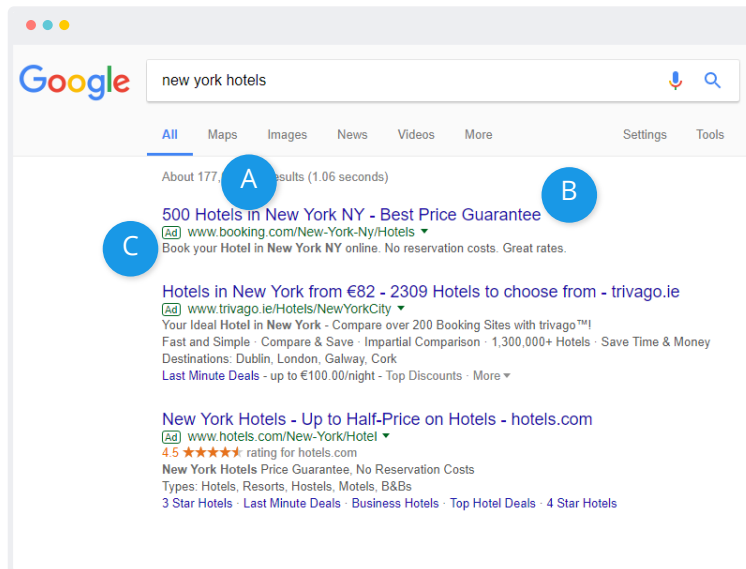 Google
new york hotels
All Maps Images News Videos More Settings Tools
About 177, results (1.06 seconds)
A
B
500 Hotels in New York NY - Best Price Guarantee
Ad www.booking.com/New-York-Ny/Hotels
C
Book your Hotel in New York NY online. No reservation costs. Great rates.
Hotels in New York from €82 - 2309 Hotels to choose from - trivago.ie
Ad www.trivago.ie/Hotels/NewYorkCity
Your Ideal Hotel in New York - Compare over 200 Booking Sites with trivago™!
Fast and Simple · Compare & Save · Impartial Comparison · 1,300,000+ Hotels · Save Time & Money
Destinations: Dublin, London, Galway, Cork
Last Minute Deals - up to €100.00/night - Top Discounts · More
New York Hotels - Up to Half-Price on Hotels - hotels.com
Ad www.hotels.com/New-York/Hotel
4.5 ★★★★★ rating for hotels.com
New York Hotels Price Guarantee, No Reservation Costs
Types: Hotels, Resorts, Hostels, Motels, B&Bs
3 Star Hotels · Last Minute Deals · Business Hotels · Top Hotel Deals · 4 Star Hotels